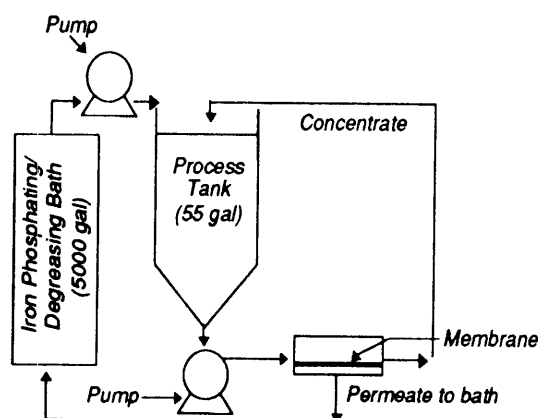 Pump
Concentrate
Process
Tank
(55 gal)
Iron Phosphating/
Degreasing Bath
(5000 gal)
Membrane
Pump
Permeate to bath